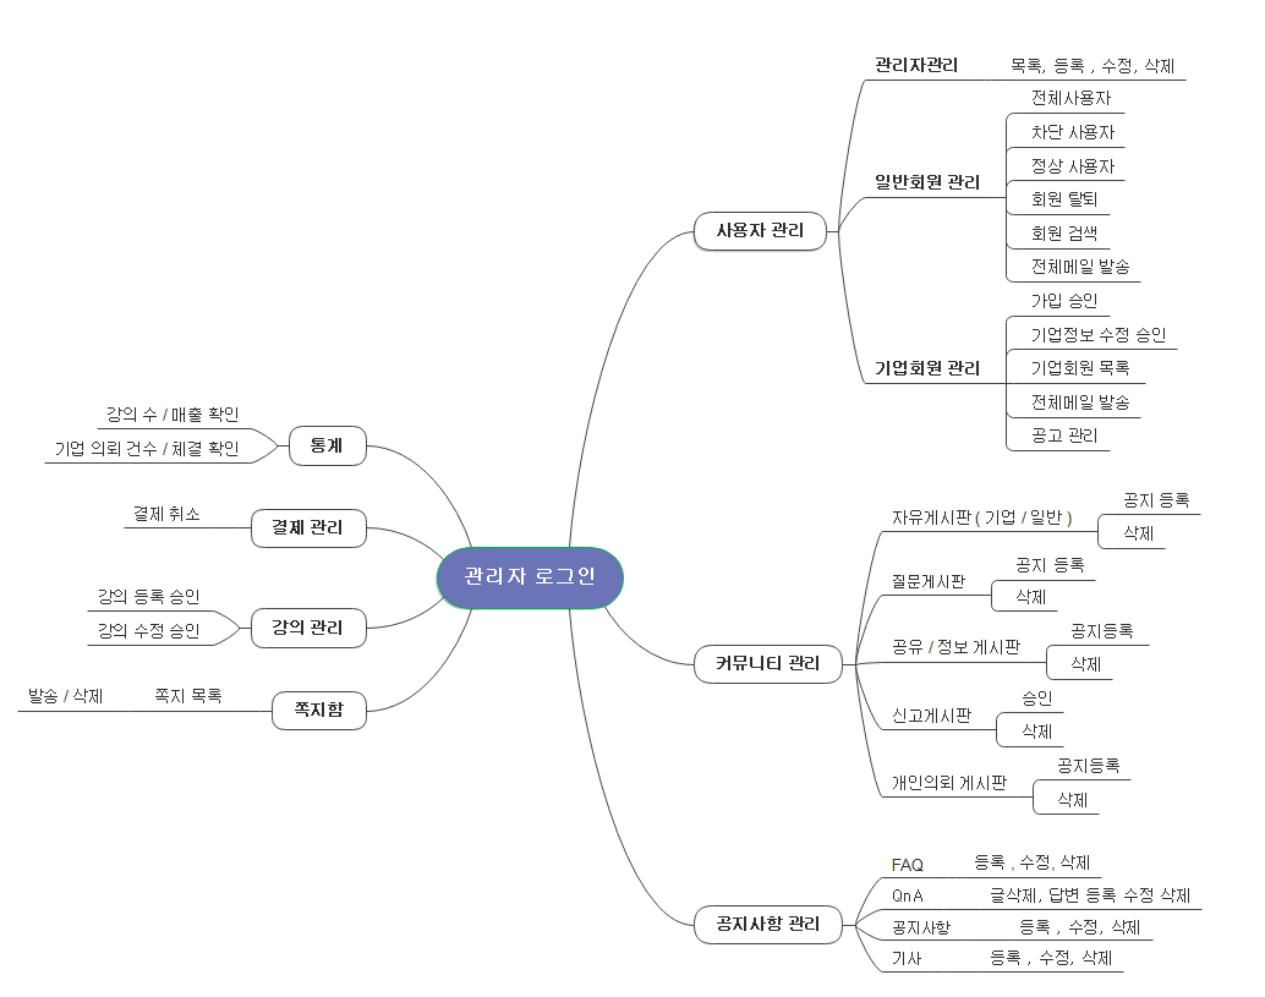 관리자 로그인
사용자 관리
관리자관리
목록, 등록 , 수정, 삭제
일반회원 관리
전체사용자
차단 사용자
정상 사용자
회원 탈퇴
회원 검색
전체메일 발송
기업회원 관리
가입 승인
기업정보 수정 승인
기업회원 목록
전체메일 발송
공고 관리
커뮤니티 관리
자유게시판 ( 기업 / 일반 )
공지 등록
삭제
질문게시판
공지 등록
삭제
공유 / 정보 게시판
공지등록
삭제
신고게시판
승인
삭제
개인의뢰 게시판
공지등록
삭제
공지사항 관리
FAQ
등록 , 수정, 삭제
QnA
글삭제, 답변 등록 수정 삭제
공지사항
등록 , 수정, 삭제
기사
등록 , 수정, 삭제
통계
강의 수 / 매출 확인
기업 의뢰 건수 / 체결 확인
결제 관리
결제 취소
강의 관리
강의 등록 승인
강의 수정 승인
쪽지함
쪽지 목록
발송 / 삭제